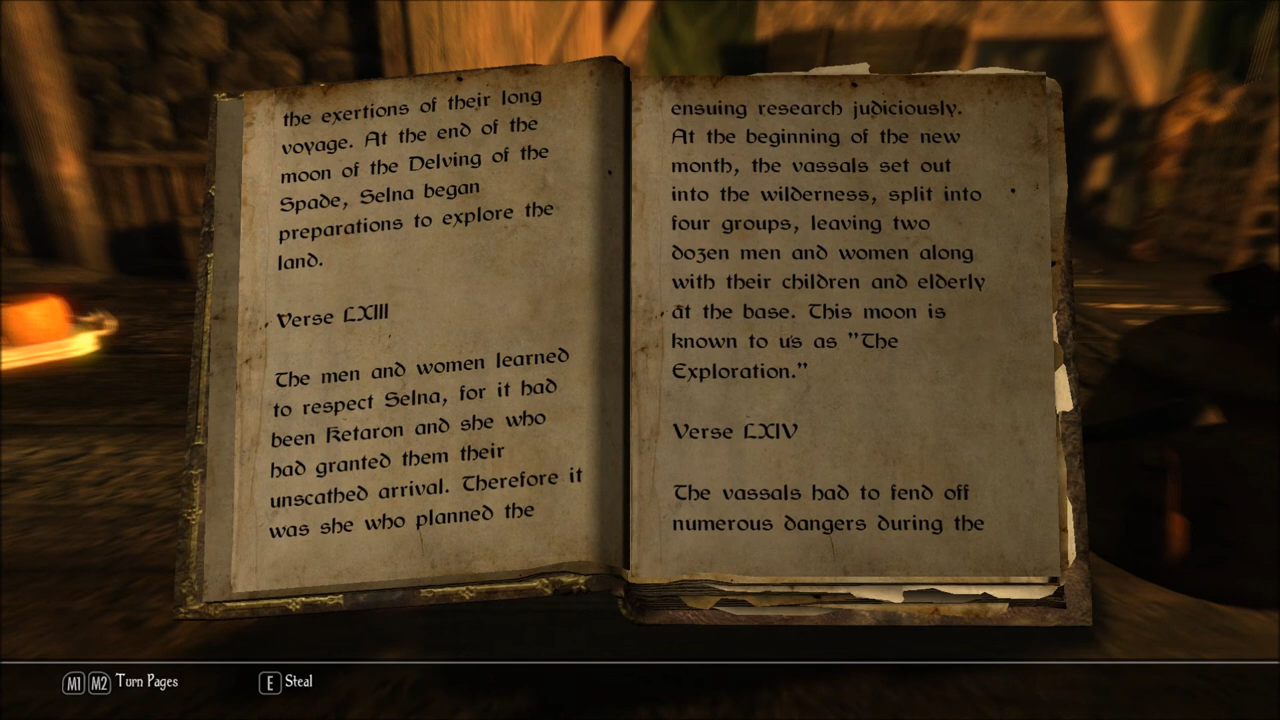 the exertions of their long
voyage. At the end of the
moon of the Delving of the
Spade, Selna began
preparations to explore the
land.
Verse LXIII
The men and women learned
to respect Selna, for it had
been Ketaron and she who
had granted them their
unscathed arrival. Therefore it
was she who planned the
ensuing research judiciously.
At the beginning of the new
month, the vassals set out
into the wilderness, split into
four groups, leaving two
dozen men and women along
with their children and elderly
at the base. This moon is
known to us as "The
Exploration."
Verse LXIV
The vassals had to fend off
numerous dangers during the
M1 M2 Turn Pages
E Steal